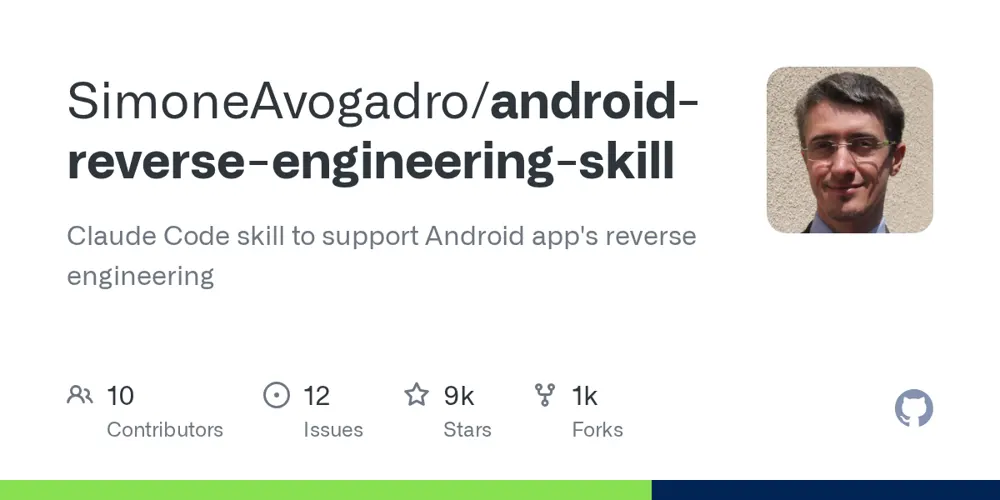 SimoneAvogadro/android-
reverse-engineering-skill
Claude Code skill to support Android app's reverse
engineering
10
Contributors
12
Issues
9k
Stars
1k
Forks